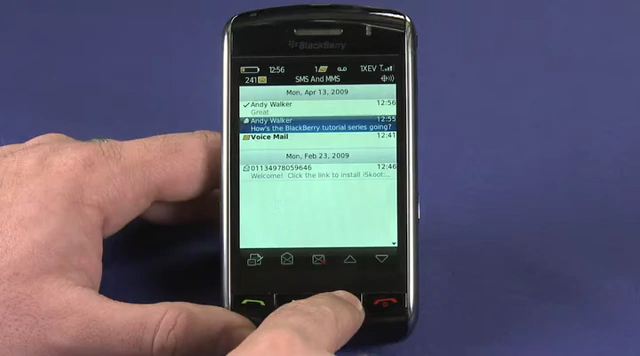 BlackBerry
12:56 1 1XEV
241 SMS And MMS
Mon, Apr 13, 2009
Andy Walker 12:56
Great
Andy Walker 12:55
How's the BlackBerry tutorial series going?
Voice Mail 12:41
Mon, Feb 23, 2009
01134978059646 12:46
Welcome! Click the link to install iSkoot:...